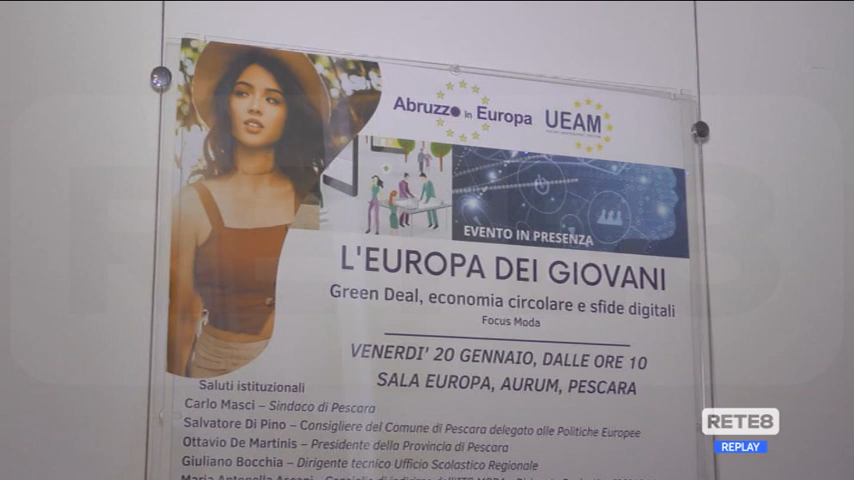 Abruzzo in Europa
UEAM
EVENTO IN PRESENZA
L'EUROPA DEI GIOVANI
Green Deal, economia circolare e sfide digitali
Focus Moda
VENERDI' 20 GENNAIO, DALLE ORE 10
SALA EUROPA, AURUM, PESCARA
Saluti istituzionali
Carlo Masci – Sindaco di Pescara
Salvatore Di Pino – Consigliere del Comune di Pescara delegato alle Politiche Europee
Ottavio De Martinis – Presidente della Provincia di Pescara
Giuliano Bocchia – Dirigente tecnico Ufficio Scolastico Regionale
Maria Antonella
RETE8
REPLAY